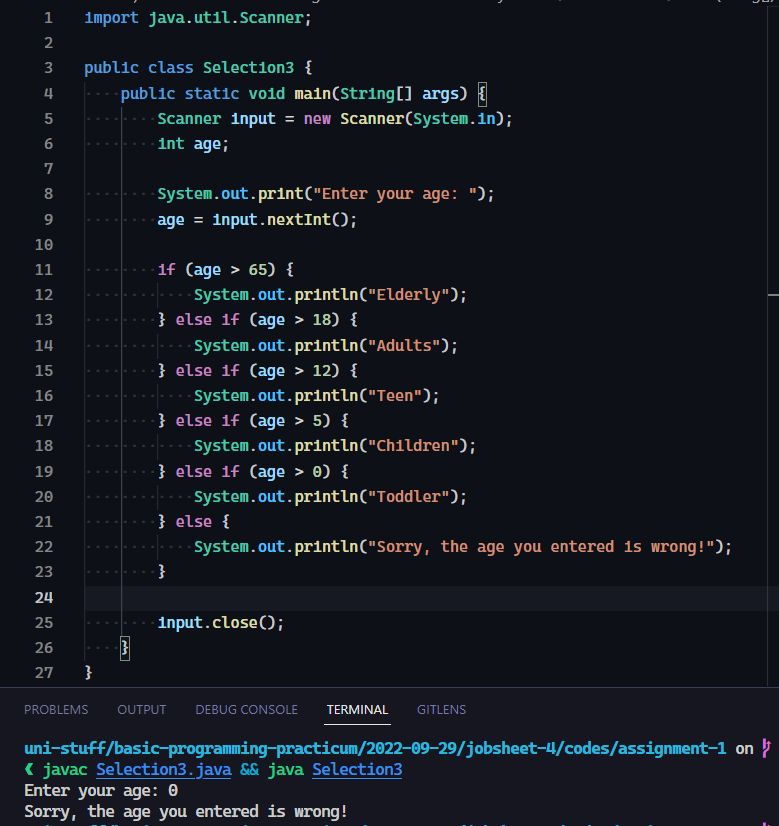 1 import java.util.Scanner;
2
3 public class Selection3 {
4 public static void main(String[] args) {
5 Scanner input = new Scanner(System.in);
6 int age;
7
8 System.out.print("Enter your age: ");
9 age = input.nextInt();
10
11 if (age > 65) {
12 System.out.println("Elderly");
13 } else if (age > 18) {
14 System.out.println("Adults");
15 } else if (age > 12) {
16 System.out.println("Teen");
17 } else if (age > 5) {
18 System.out.println("Children");
19 } else if (age > 0) {
20 System.out.println("Toddler");
21 } else {
22 System.out.println("Sorry, the age you entered is wrong!");
23 }
24
25 input.close();
26 }
27 }
PROBLEMS OUTPUT DEBUG CONSOLE TERMINAL GITLENS
uni-stuff/basic-programming-practicum/2022-09-29/jobsheet-4/codes/assignment-1 on
❮ javac Selection3.java && java Selection3
Enter your age: 0
Sorry, the age you entered is wrong!